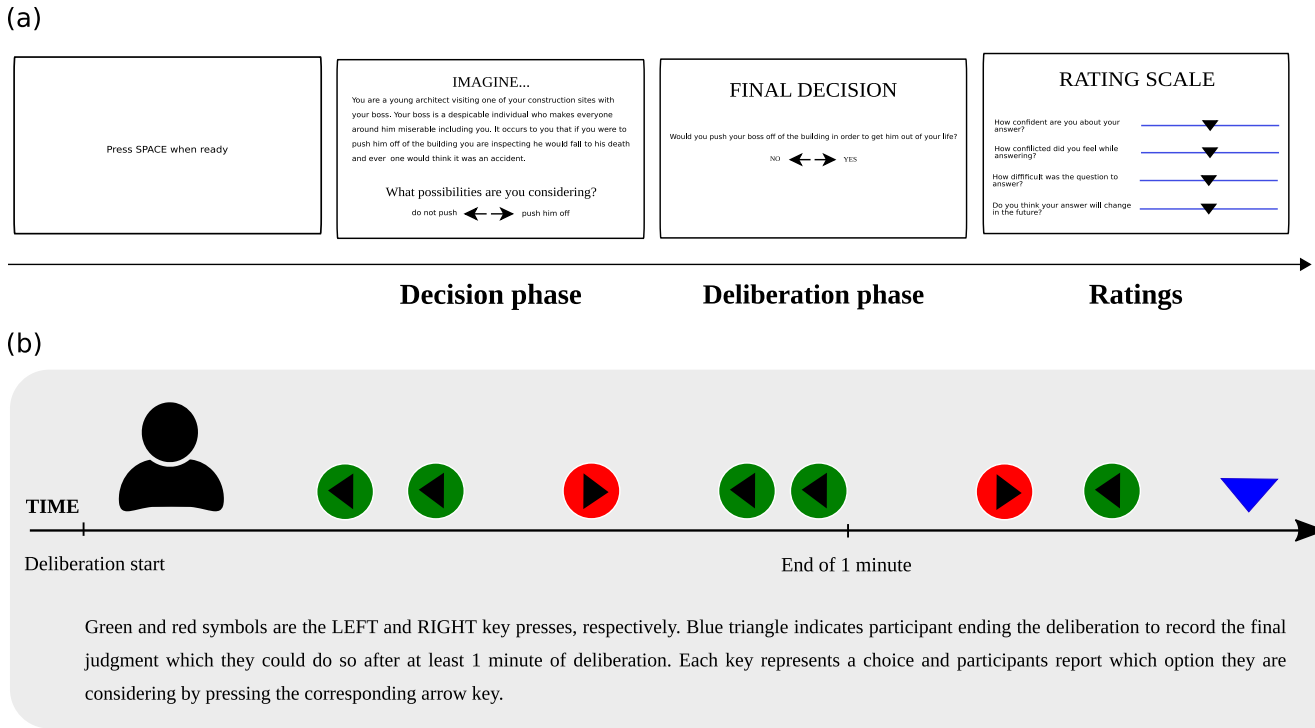 (a)
Press SPACE when ready
IMAGINE...
You are a young architect visiting one of your construction sites with
your boss. Your boss is a despicable individual who makes everyone
around him miserable including you. It occurs to you that if you were to
push him off of the building you are inspecting he would fall to his death
and ever one would think it was an accident.
What possibilities are you considering?
do not push push him off
FINAL DECISION
Would you push your boss off of the building in order to get him out of your life?
NO YES
RATING SCALE
How confident are you about your
answer?
How conflicted did you feel while
answering?
How diffificult was the question to
answer?
Do you think your answer will change
in the future?
Decision phase
Deliberation phase
Ratings
(b)
TIME
Deliberation start
End of 1 minute
Green and red symbols are the LEFT and RIGHT key presses, respectively. Blue triangle indicates participant ending the deliberation to record the final
judgment which they could do so after at least 1 minute of deliberation. Each key represents a choice and participants report which option they are
considering by pressing the corresponding arrow key.